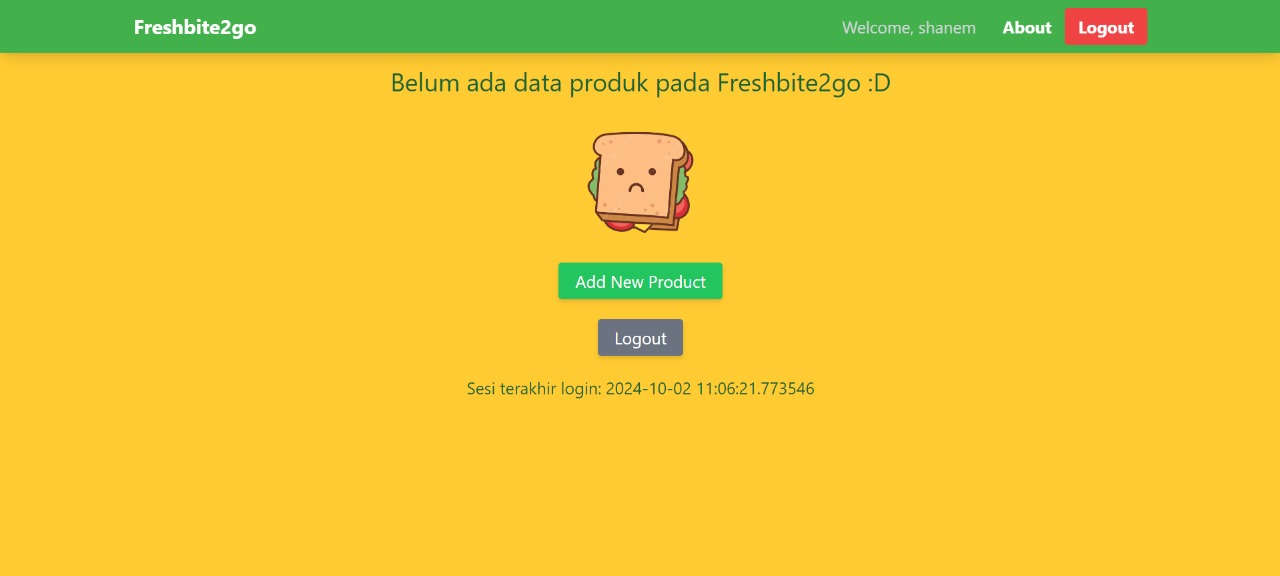 Freshbite2go Welcome, shanem About Logout
Belum ada data produk pada Freshbite2go :D
Add New Product
Logout
Sesi terakhir login: 2024-10-02 11:06:21.773546